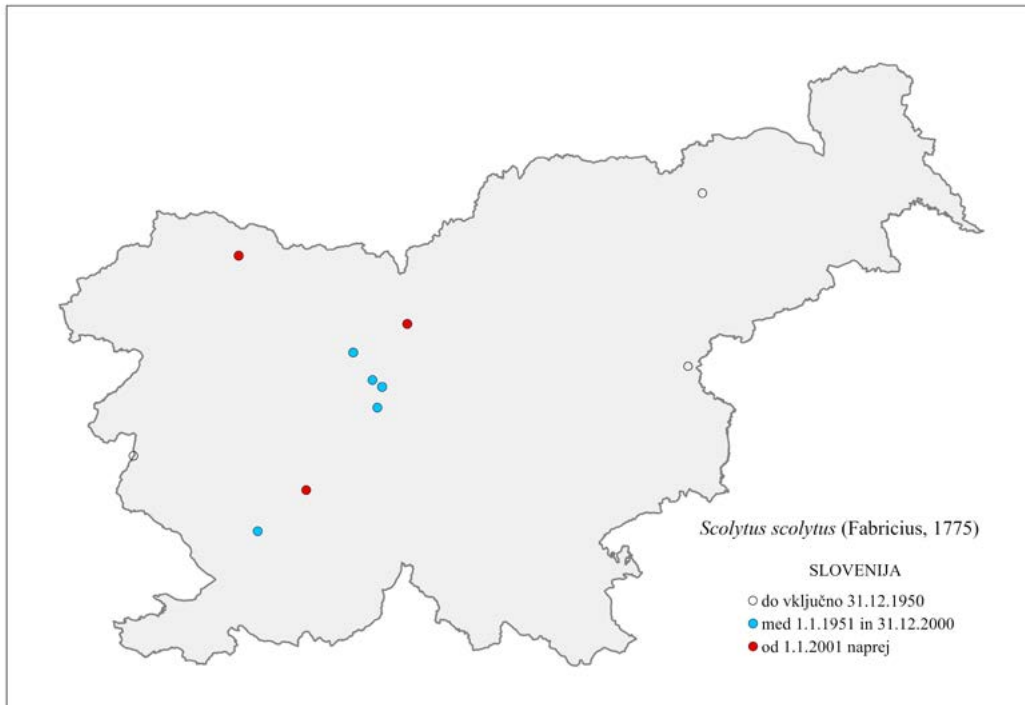 Scolytus scolytus (Fabricius, 1775)
SLOVENIJA
do vključno 31.12.1950
med 1.1.1951 in 31.12.2000
od 1.1.2001 naprej